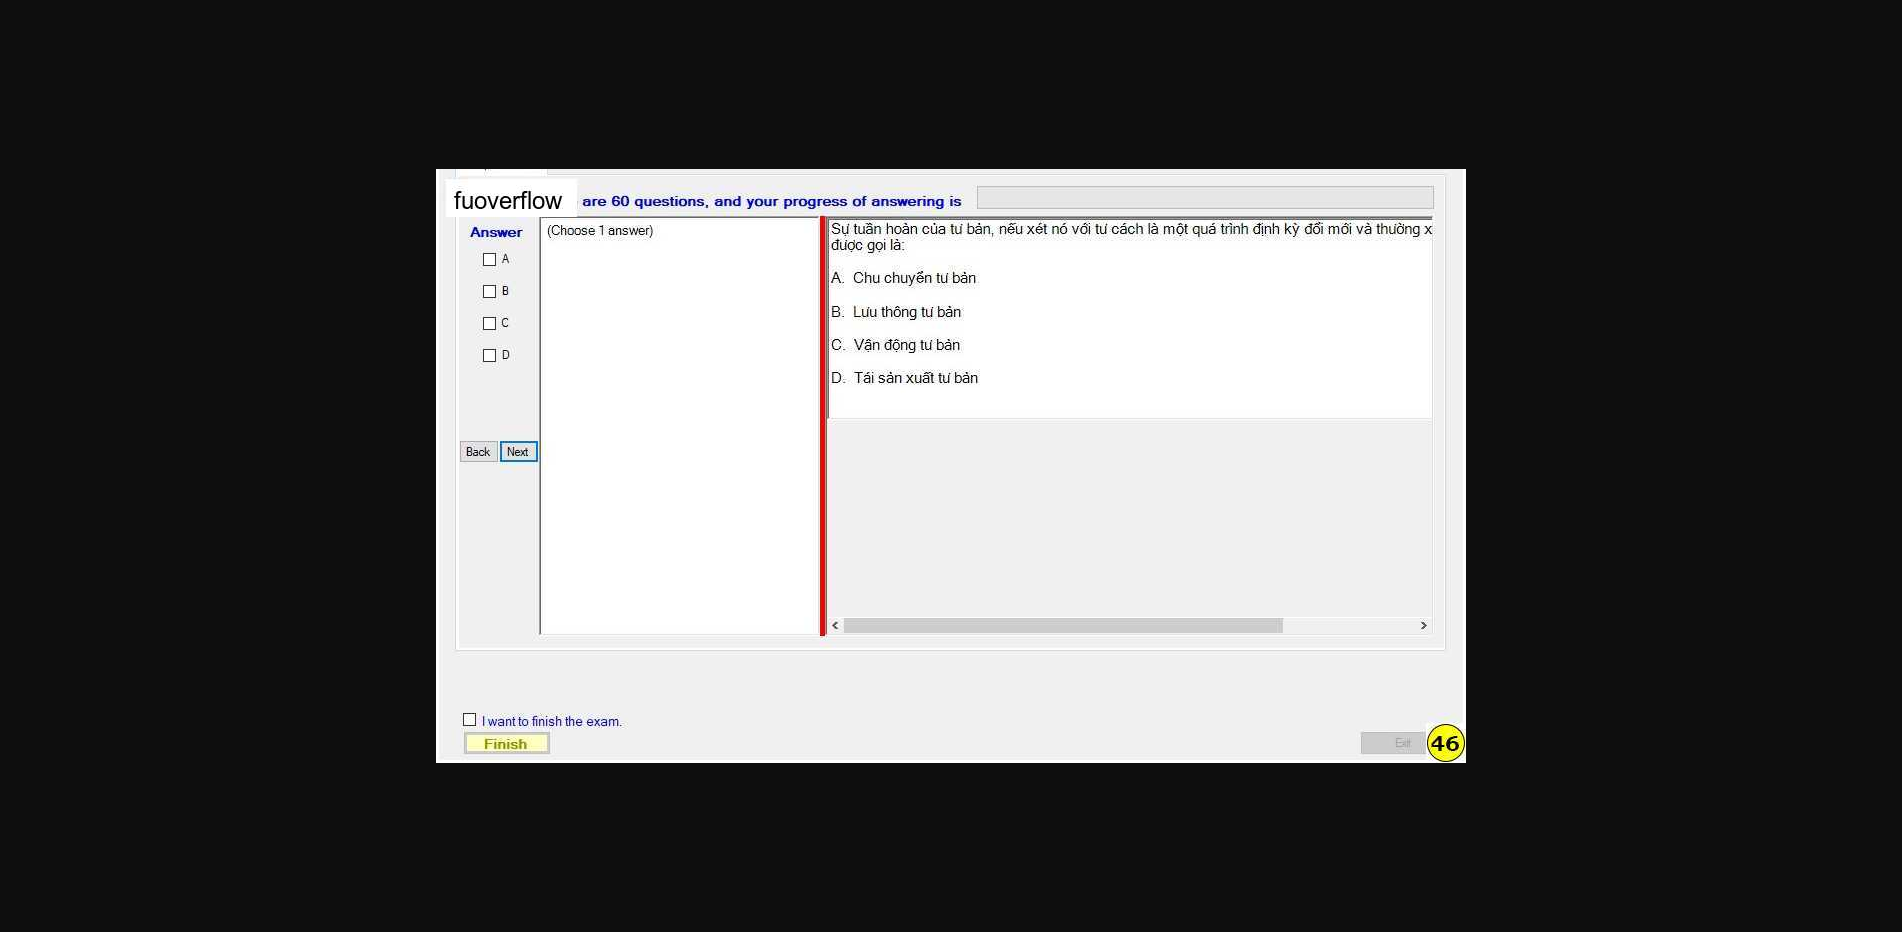 fuoverflow are 60 questions, and your progress of answering is
Answer
(Choose 1 answer)
A
B
C
D
Back Next
Sự tuần hoàn của tư bản, nếu xét nó với tư cách là một quá trình định kỳ đổi mới và thường x
được gọi là:
A. Chu chuyển tư bản
B. Lưu thông tư bản
C. Vận động tư bản
D. Tái sản xuất tư bản
I want to finish the exam.
Finish
Exit
46